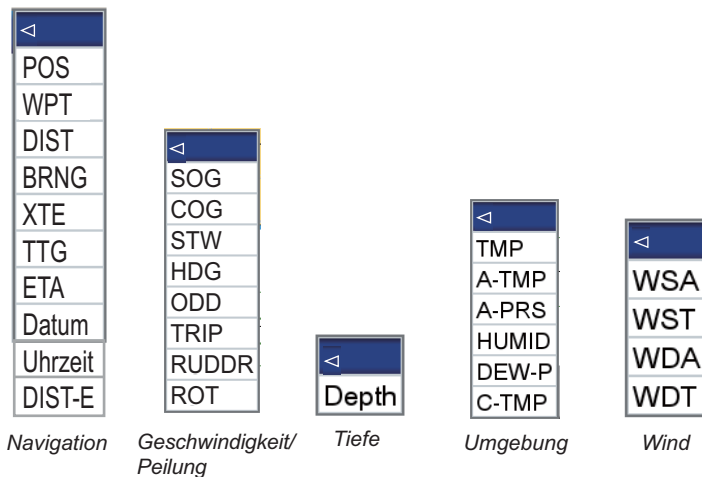 POS
WPT
DIST
BRNG
XTE
TTG
ETA
Datum
Uhrzeit
DIST-E
Navigation
SOG
COG
STW
HDG
ODD
TRIP
RUDDR
ROT
Geschwindigkeit/
Peilung
Depth
Tiefe
TMP
A-TMP
A-PRS
HUMID
DEW-P
C-TMP
Umgebung
WSA
WST
WDA
WDT
Wind